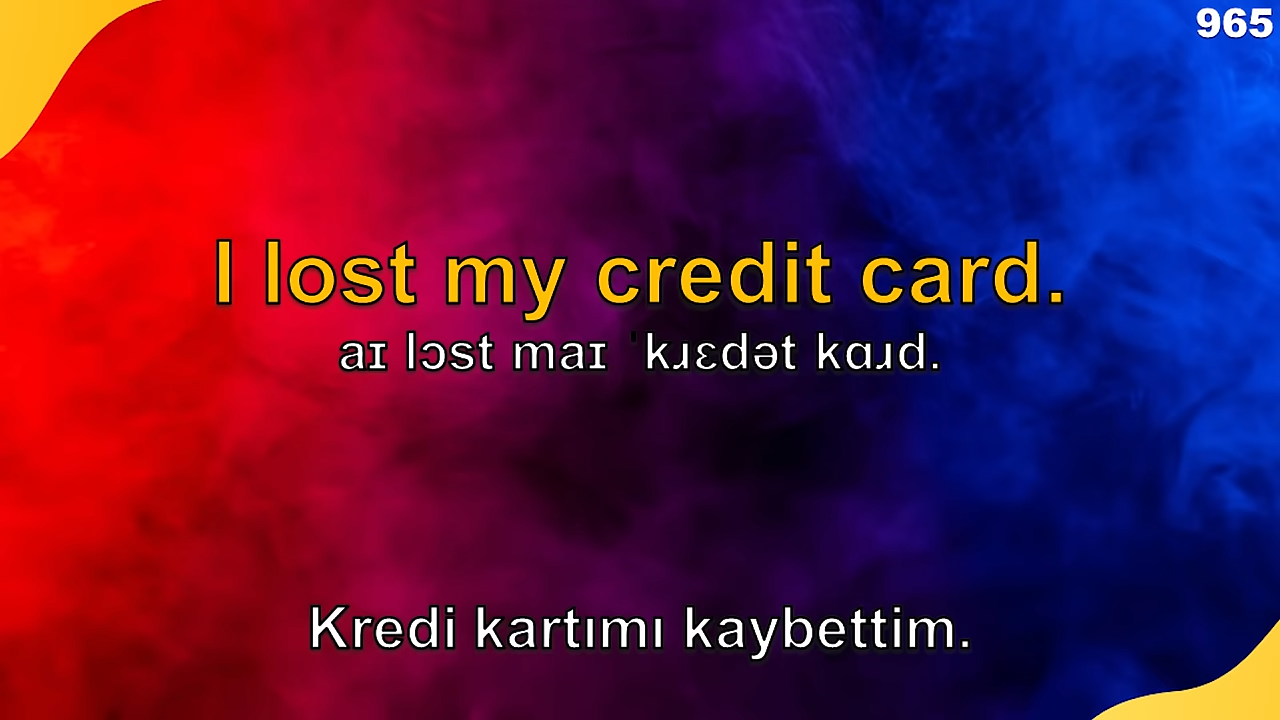 965
I lost my credit card.
aɪ lɔst maɪ ˈkɹɛdət kɑɹd.
Kredi kartımı kaybettim.